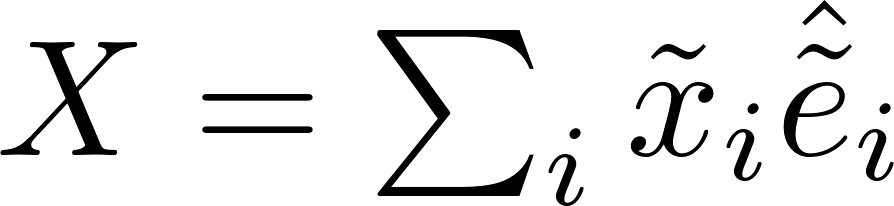 $X = \sum_i \tilde{x}_i \hat{\tilde{e}}_i$